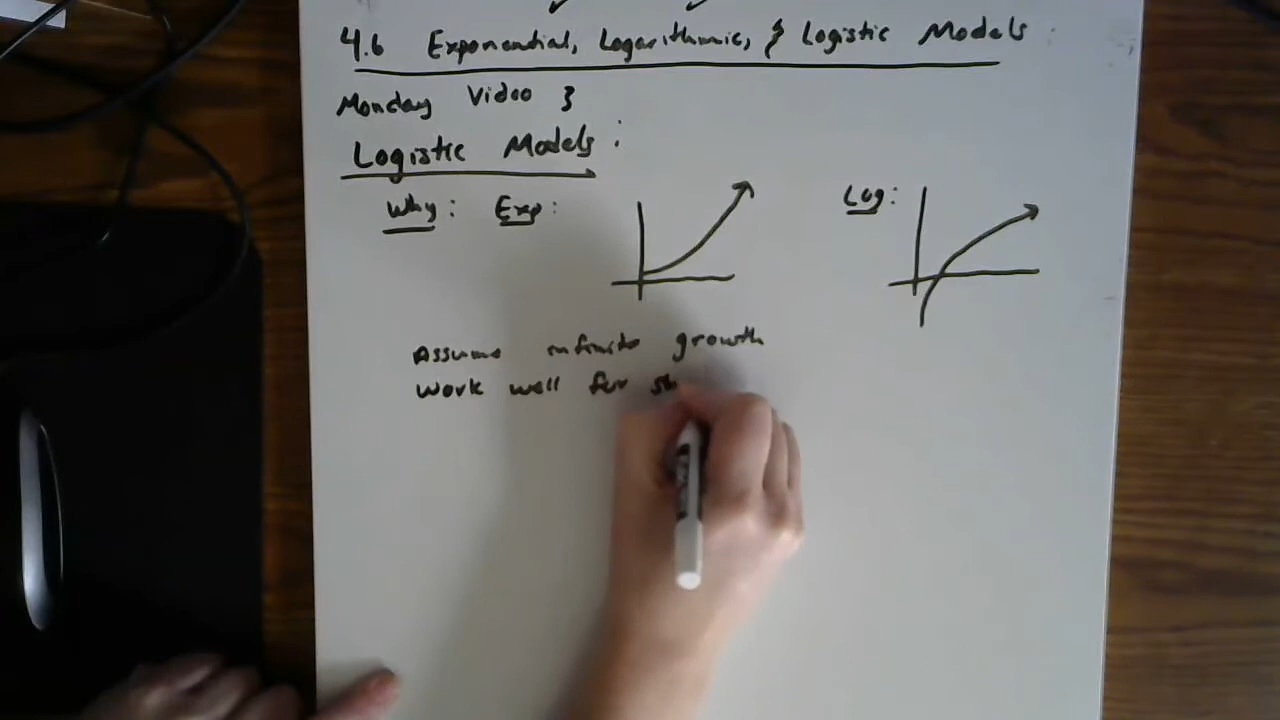 4.6 Exponential, Logarithmic, & Logistic Models
Monday Video 3
Logistic Models:
Why: Exp: Log:
Assume infinite growth
Work well for sh